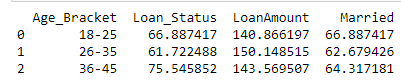 Age_Bracket Loan_Status LoanAmount Married
0 18-25 66.887417 140.866197 66.887417
1 26-35 61.722488 150.148515 62.679426
2 36-45 75.545852 143.569507 64.317181